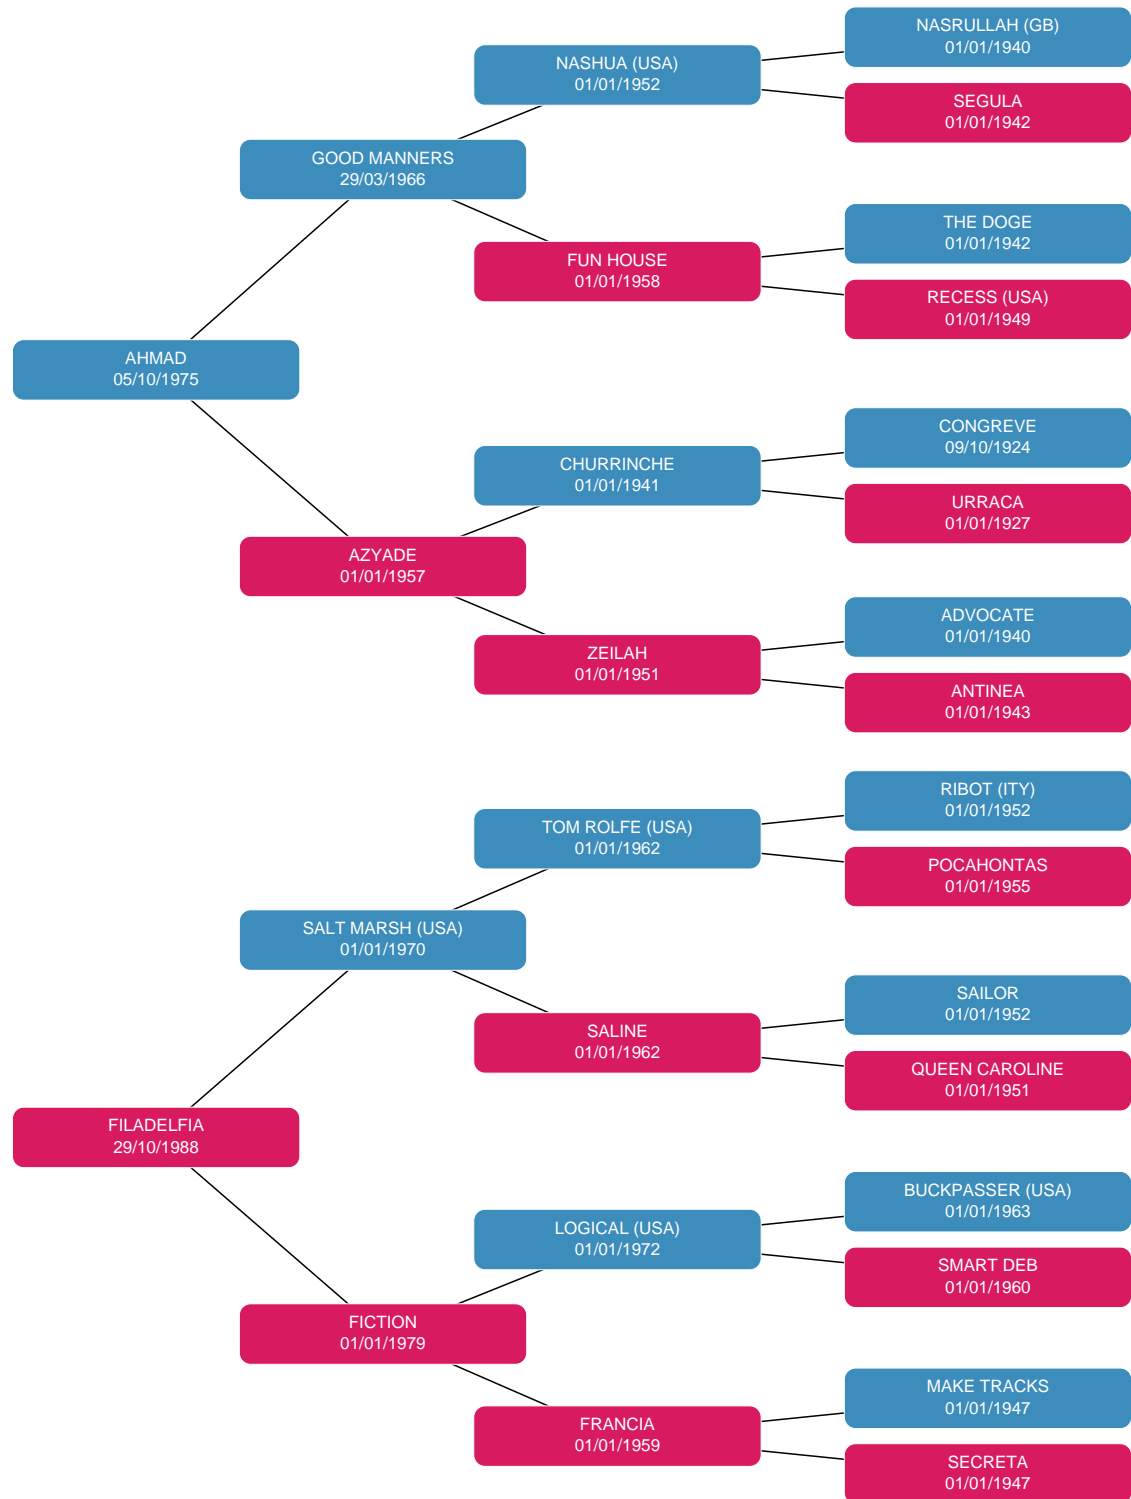 NASRULLAH (GB)
01/01/1940
NASHUA (USA)
01/01/1952
SEGULA
01/01/1942
GOOD MANNERS
29/03/1966
THE DOGE
01/01/1942
FUN HOUSE
01/01/1958
RECESS (USA)
01/01/1949
AHMAD
05/10/1975
CONGREVE
09/10/1924
CHURRINCHE
01/01/1941
URRACA
01/01/1927
AZYADE
01/01/1957
ADVOCATE
01/01/1940
ZEILAH
01/01/1951
ANTINEA
01/01/1943
RIBOT (ITY)
01/01/1952
TOM ROLFE (USA)
01/01/1962
POCAHONTAS
01/01/1955
SALT MARSH (USA)
01/01/1970
SAILOR
01/01/1952
SALINE
01/01/1962
QUEEN CAROLINE
01/01/1951
FILADELFIA
29/10/1988
BUCKPASSER (USA)
01/01/1963
LOGICAL (USA)
01/01/1972
SMART DEB
01/01/1960
FICTION
01/01/1979
MAKE TRACKS
01/01/1947
FRANCIA
01/01/1959
SECRETA
01/01/1947